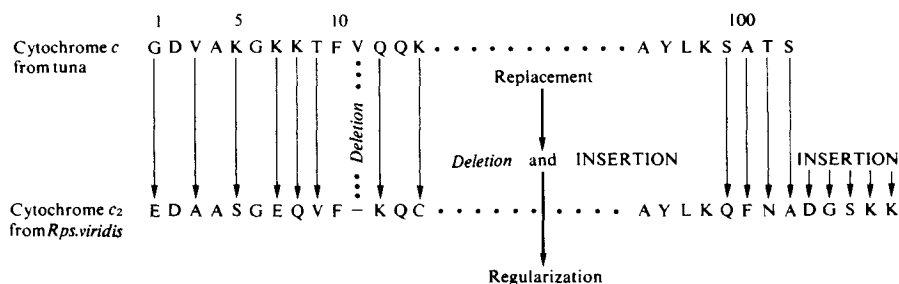 1 5 10 100
Cytochrome c G D V A K G K K T F V Q Q K · · · · · · · · · · · · A Y L K S A T S
from tuna
Replacement
Deletion
Deletion and INSERTION INSERTION
Cytochrome c2 E D A A S G E Q V F – K Q C · · · · · · · · · · · · A Y L K Q F N A D G S K K
from Rps.viridis
Regularization